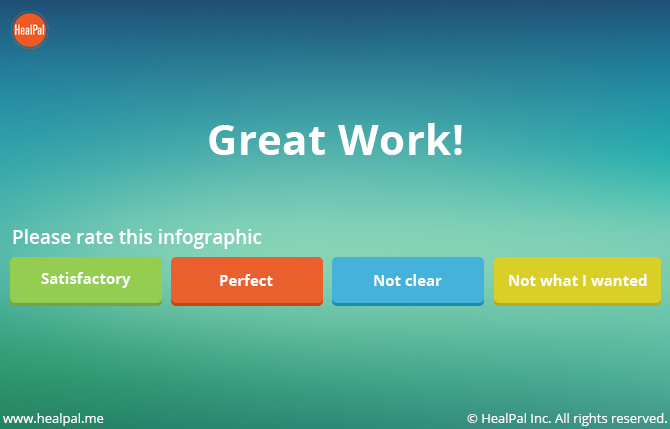 HealPal
Great Work!
Please rate this infographic
Satisfactory
Perfect
Not clear
Not what I wanted
www.healpal.me
© HealPal Inc. All rights reserved.